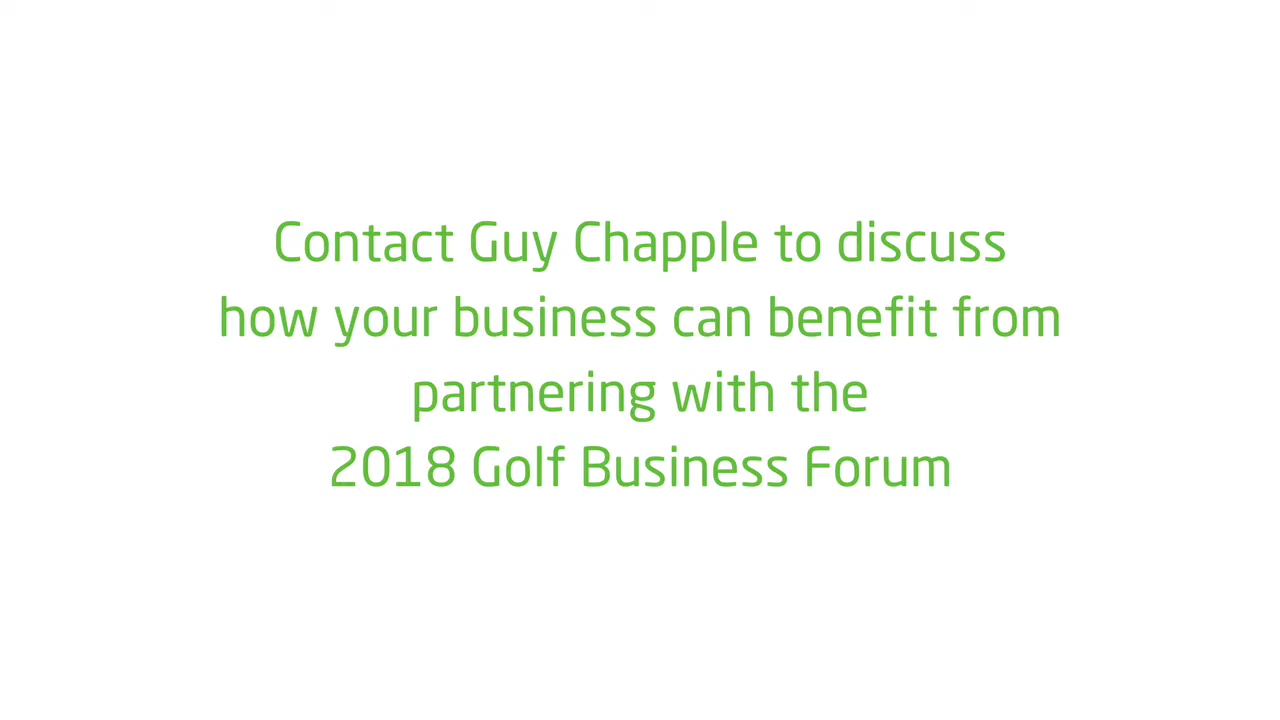 Contact Guy Chapple to discuss
how your business can benefit from
partnering with the
2018 Golf Business Forum